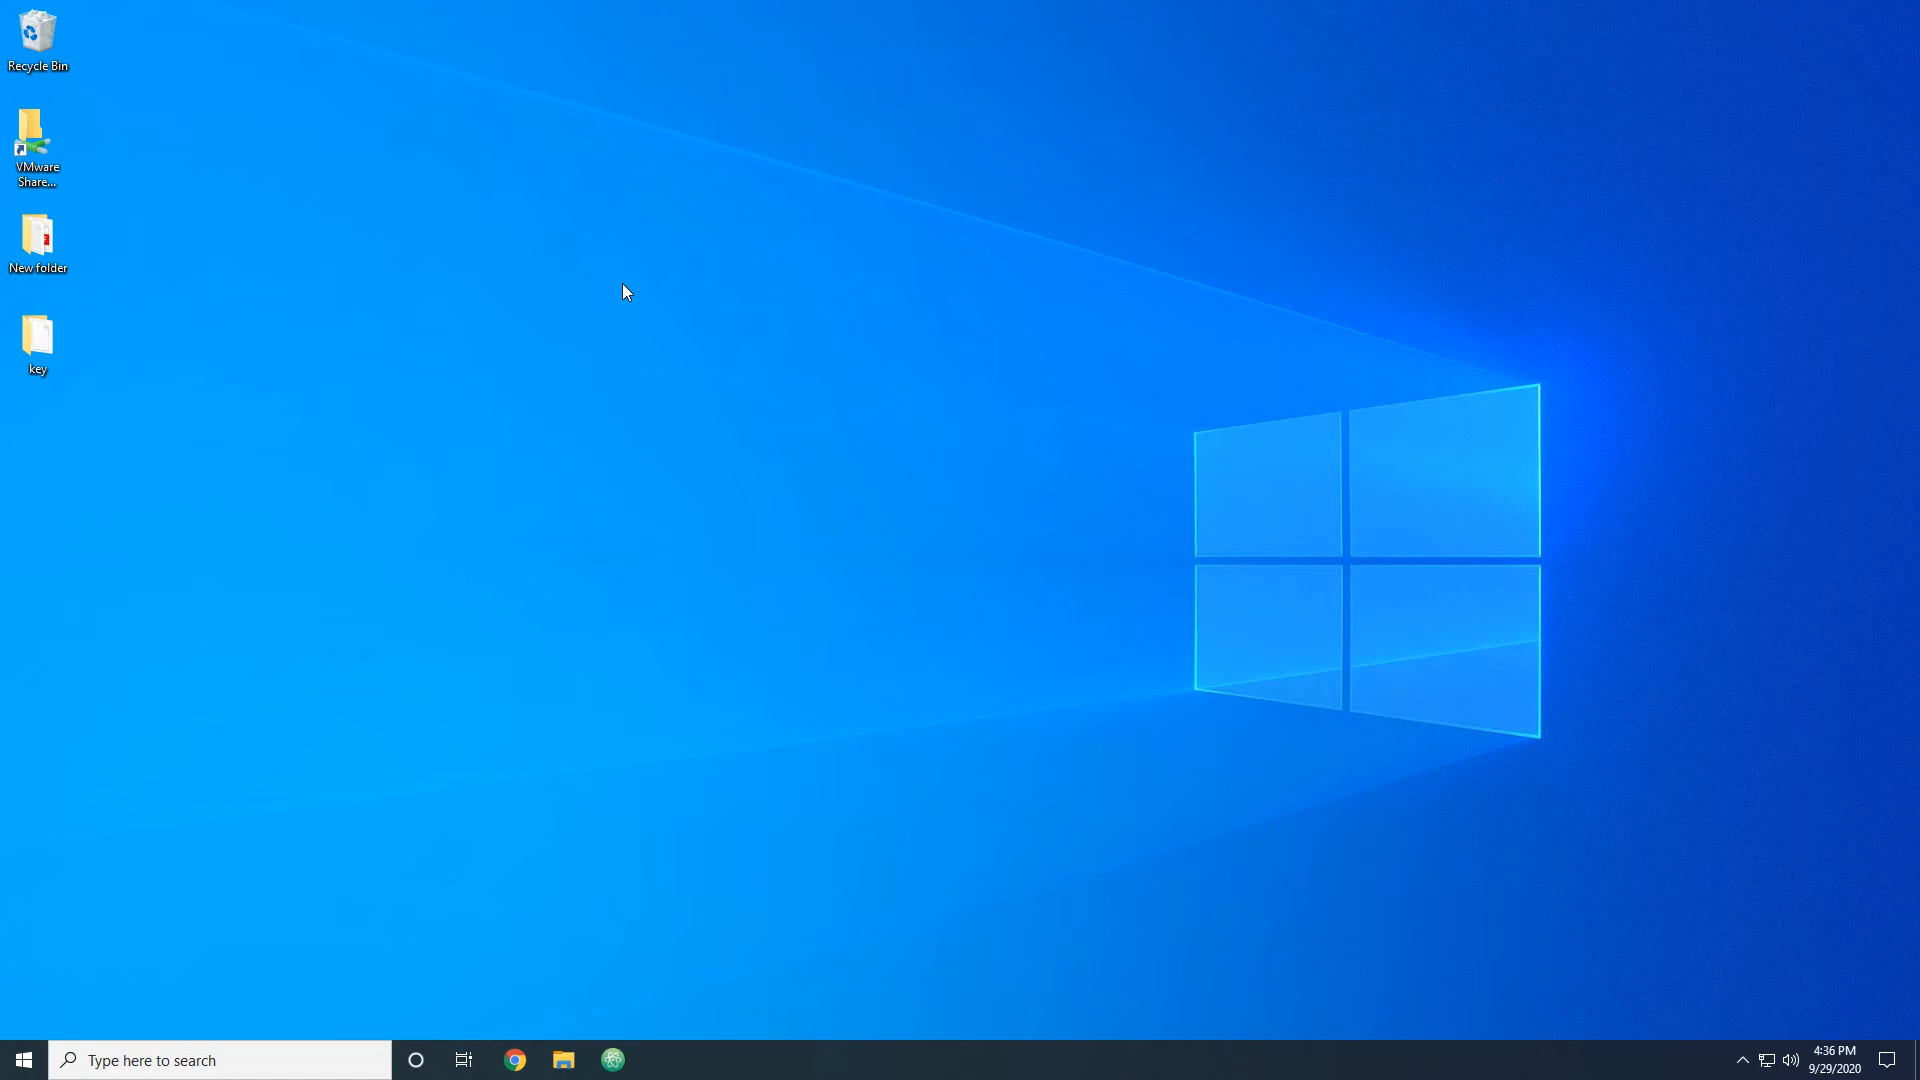 Recycle Bin
VMware
Share...
New folder
key
Type here to search
4:36 PM
9/29/2020